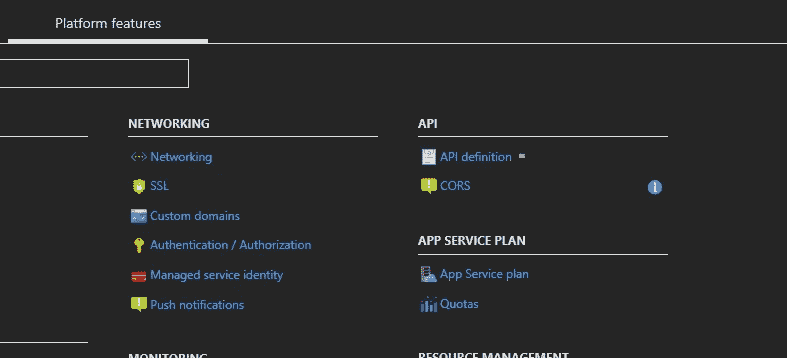 Platform features
NETWORKING
Networking
SSL
Custom domains
Authentication / Authorization
Managed service identity
Push notifications
MONITORING
API
API definition
CORS
APP SERVICE PLAN
App Service plan
Quotas
RESOURCE MANAGEMENT